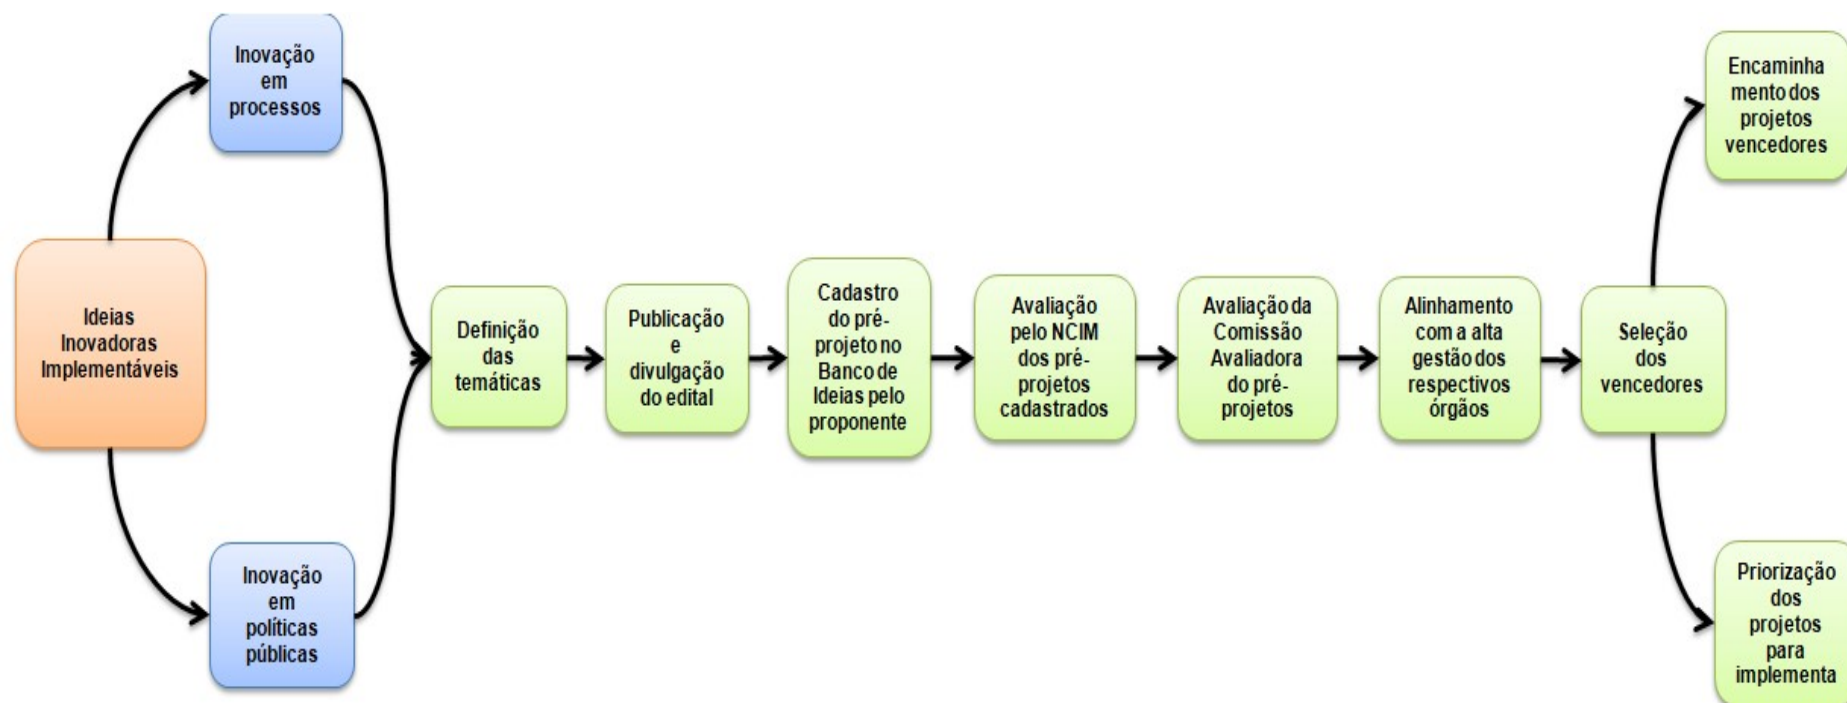 Inovação
em
processos
Ideias
Inovadoras
Implementáveis
Inovação
em
políticas
públicas
Definição
das
temáticas
Publicação
e
divulgação
do edital
Cadastro
do pré-
projeto no
Banco de
Ideias pelo
proponente
Avaliação
pelo NCIM
dos pré-
projetos
cadastrados
Avaliação da
Comissão
Avaliadora
do pré-
projetos
Alinhamento
com a alta
gestão dos
respectivos
órgãos
Seleção
dos
vencedores
Encaminha
mento dos
projetos
vencedores
Priorização
dos
projetos
para
implementa